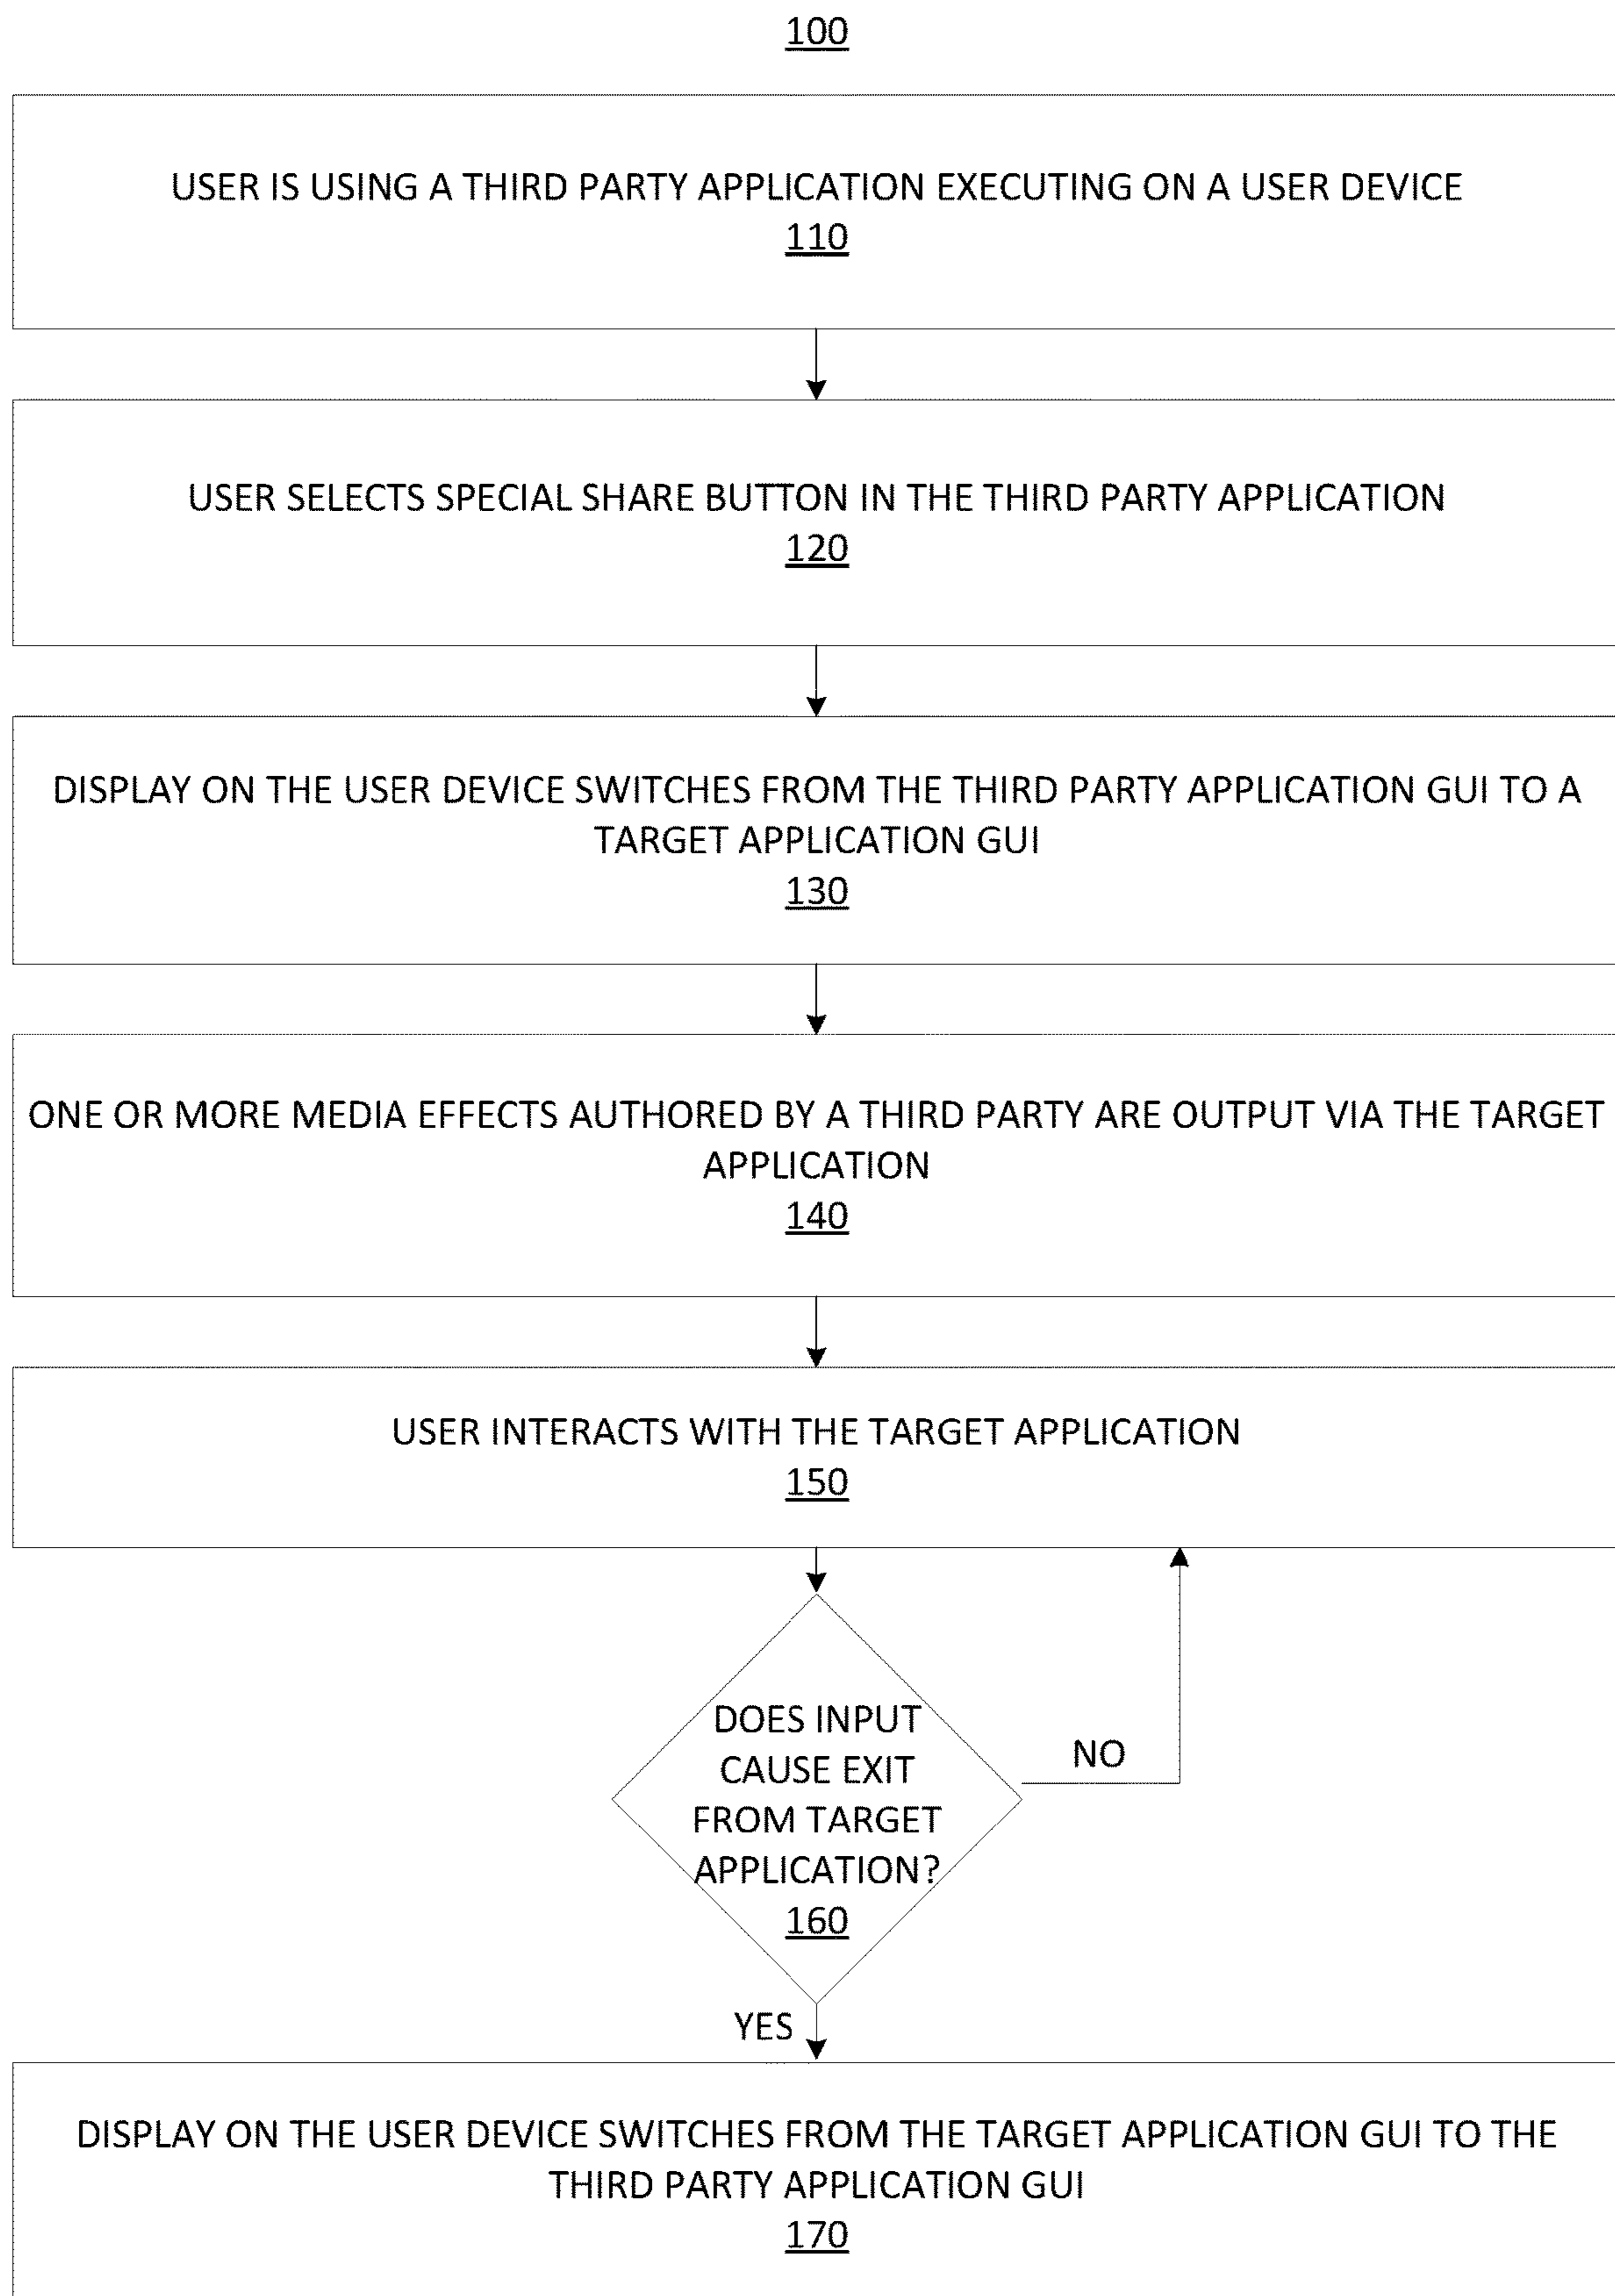 100
USER IS USING A THIRD PARTY APPLICATION EXECUTING ON A USER DEVICE
110
USER SELECTS SPECIAL SHARE BUTTON IN THE THIRD PARTY APPLICATION
120
DISPLAY ON THE USER DEVICE SWITCHES FROM THE THIRD PARTY APPLICATION GUI TO A
TARGET APPLICATION GUI
130
ONE OR MORE MEDIA EFFECTS AUTHORED BY A THIRD PARTY ARE OUTPUT VIA THE TARGET
APPLICATION
140
USER INTERACTS WITH THE TARGET APPLICATION
150
DOES INPUT
CAUSE EXIT
FROM TARGET
APPLICATION?
160
NO
YES
DISPLAY ON THE USER DEVICE SWITCHES FROM THE TARGET APPLICATION GUI TO THE
THIRD PARTY APPLICATION GUI
170